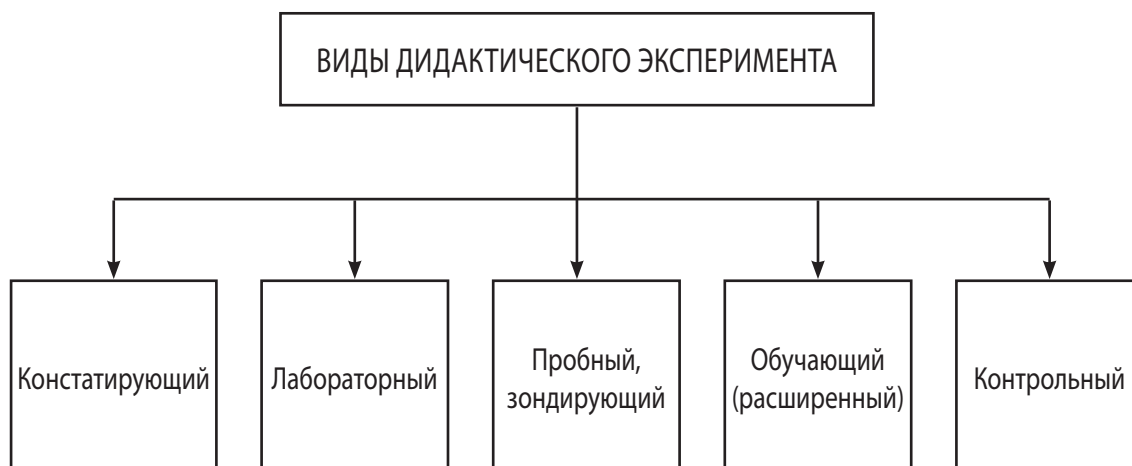 ВИДЫ ДИДАКТИЧЕСКОГО ЭКСПЕРИМЕНТА
Констатирующий
Лабораторный
Пробный,
зондирующий
Обучающий
(расширенный)
Контрольный